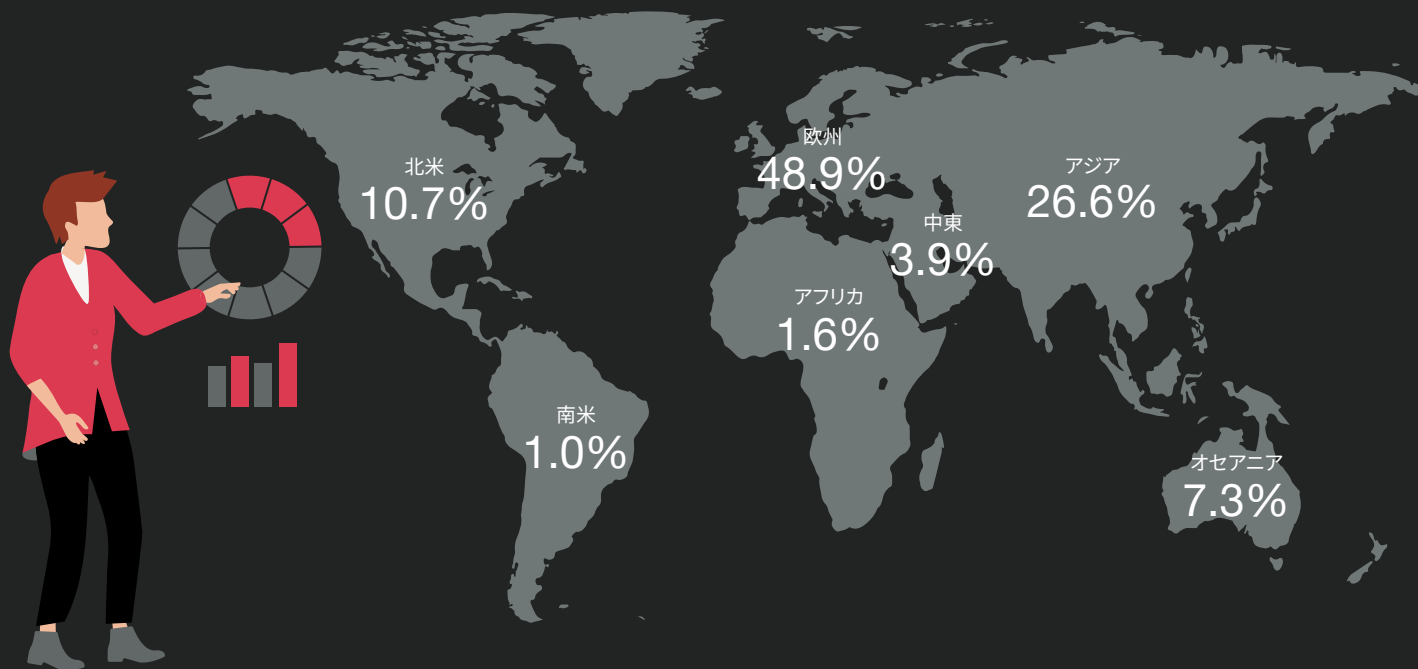 欧州
48.9%
北米
10.7%
アジア
26.6%
中東
3.9%
アフリカ
1.6%
南米
1.0%
オセアニア
7.3%